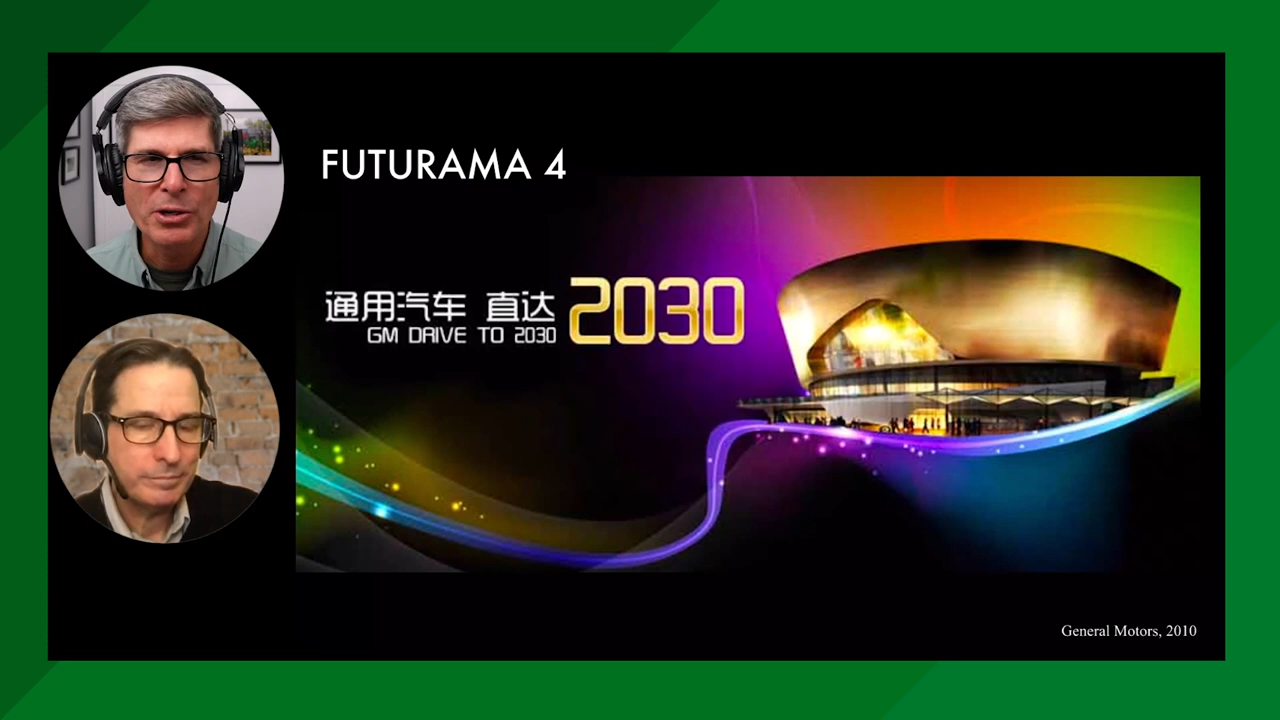 FUTURAMA 4
通用汽车 直达 2030
GM DRIVE TO 2030
General Motors, 2010